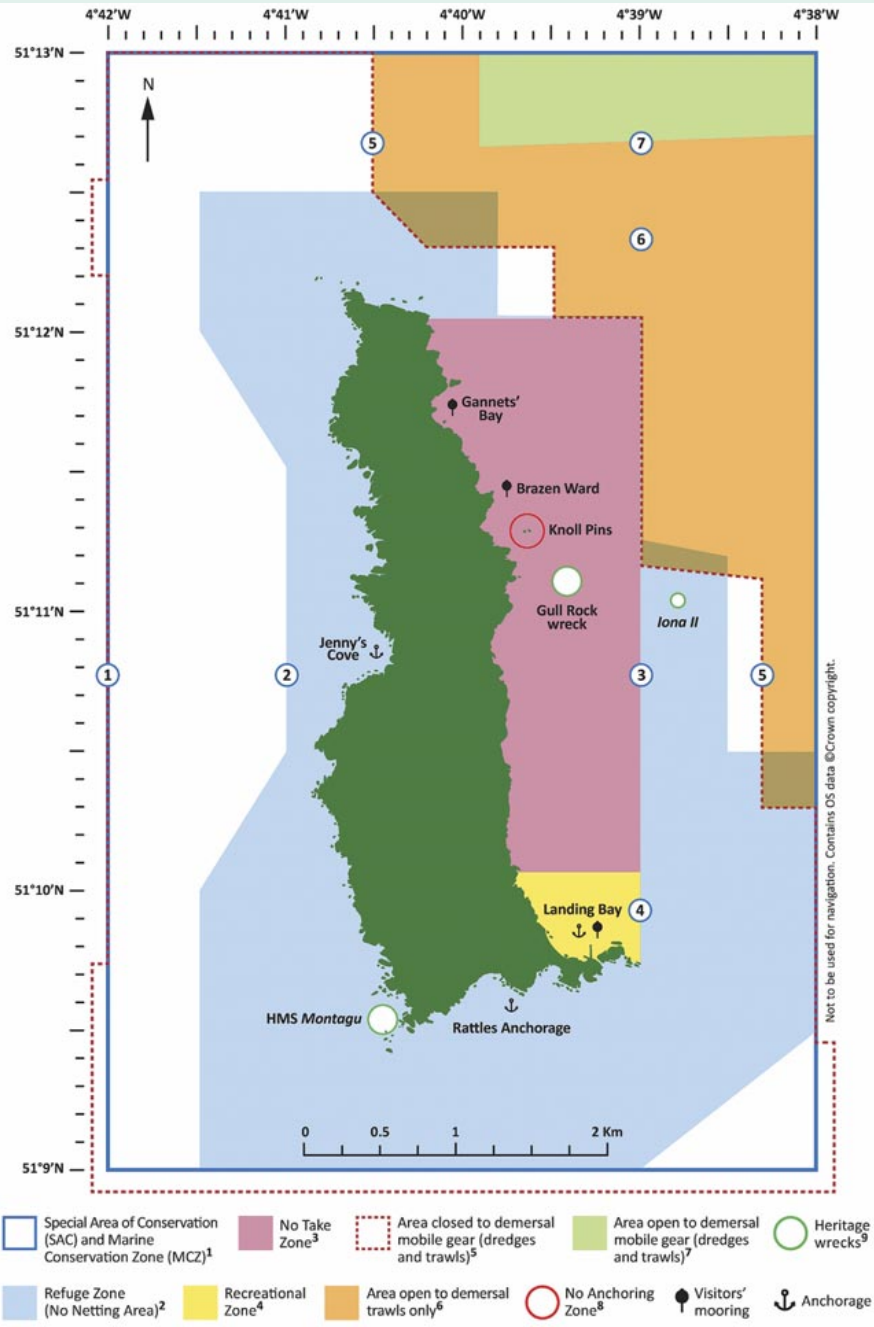 4°42'W 4°41'W 4°40'W 4°39'W 4°38'W
51°13'N
N
5
7
6
51°12'N
Gannets'
Bay
Brazen Ward
Knoll Pins
51°11'N
Gull Rock
wreck
Iona II
Jenny's
Cove
1
2
3
5
51°10'N
Landing Bay
4
HMS Montagu
Rattles Anchorage
0 0.5 1 2 Km
51°9'N
Not to be used for navigation. Contains OS data ©Crown copyright.
Special Area of Conservation
(SAC) and Marine
Conservation Zone (MCZ)1
No Take
Zone3
Area closed to demersal
mobile gear (dredges
and trawls)5
Area open to demersal
mobile gear (dredges
and trawls)7
Heritage
wrecks9
Refuge Zone
(No Netting Area)2
Recreational
Zone4
Area open to demersal
trawls only6
No Anchoring
Zone8
Visitors'
mooring
Anchorage